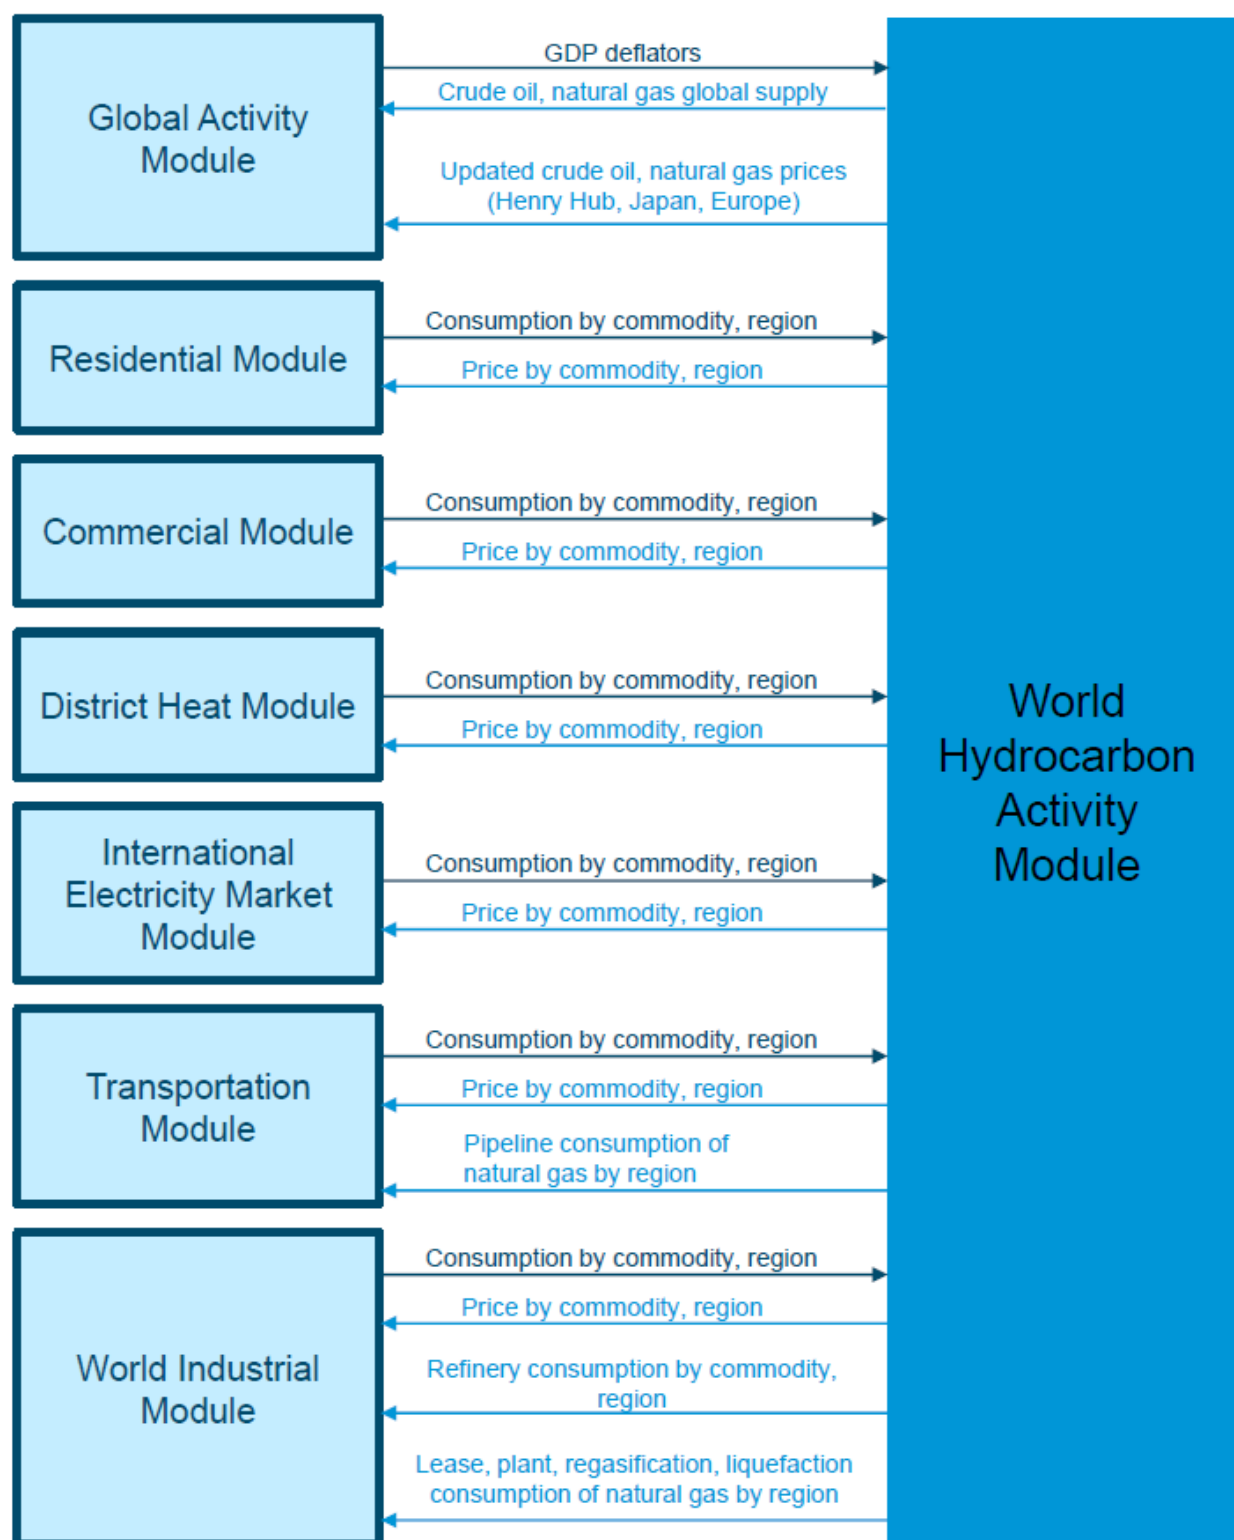 Global Activity
Module
GDP deflators
Crude oil, natural gas global supply
Updated crude oil, natural gas prices
(Henry Hub, Japan, Europe)
Residential Module
Consumption by commodity, region
Price by commodity, region
Commercial Module
Consumption by commodity, region
Price by commodity, region
District Heat Module
Consumption by commodity, region
Price by commodity, region
International
Electricity Market
Module
Consumption by commodity, region
Price by commodity, region
Transportation
Module
Consumption by commodity, region
Price by commodity, region
Pipeline consumption of
natural gas by region
World Industrial
Module
Consumption by commodity, region
Price by commodity, region
Refinery consumption by commodity,
region
Lease, plant, regasification, liquefaction
consumption of natural gas by region
World
Hydrocarbon
Activity
Module